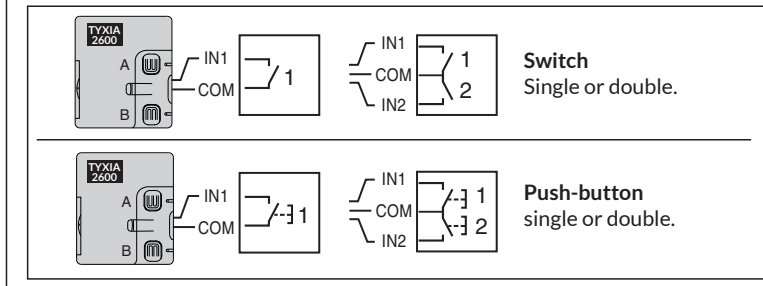 TYXIA
2600
A
B
IN1
COM
1
IN1
COM
IN2
1
2
Switch
Single or double.
TYXIA
2600
A
B
IN1
COM
1
IN1
COM
IN2
1
2
Push-button
single or double.